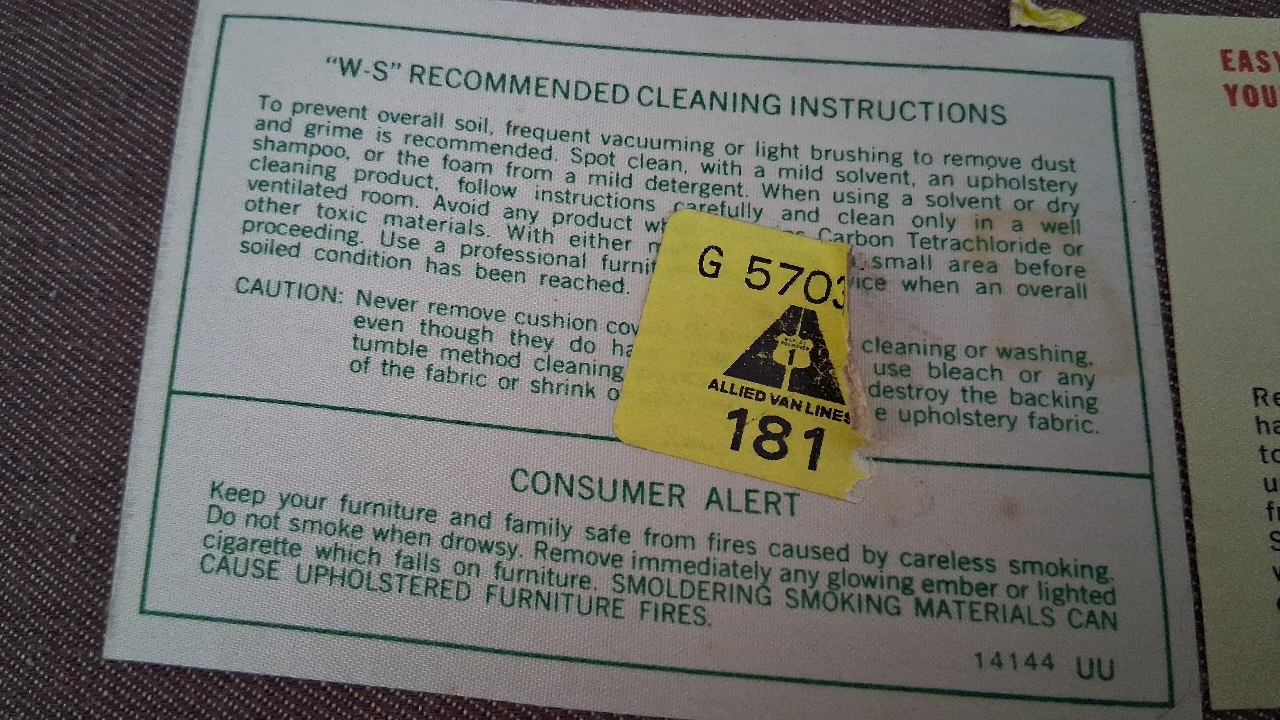 "W-S" RECOMMENDED CLEANING INSTRUCTIONS
To prevent overall soil, frequent vacuuming or light brushing to remove dust
and grime is recommended. Spot clean, with a mild solvent, an upholstery
shampoo, or the foam from a mild detergent. When using a solvent or dry
cleaning product, follow instructions carefully and clean only in a well
ventilated room. Avoid any product Carbon Tetrachloride or
other toxic materials. With either small area before
proceeding. Use a professional when an overall
soiled condition has been reached.
CAUTION: Never remove cushion cleaning or washing,
even though they do use bleach or any
tumble method cleaning destroy the backing
of the fabric or shrink upholstery fabric.
G 5703
1
ALLIED VAN LINES
181
CONSUMER ALERT
Keep your furniture and family safe from fires caused by careless smoking.
Do not smoke when drowsy. Remove immediately any glowing ember or lighted
cigarette which falls on furniture. SMOLDERING SMOKING MATERIALS CAN
CAUSE UPHOLSTERED FURNITURE FIRES.
14144 UU
EASY
YOU